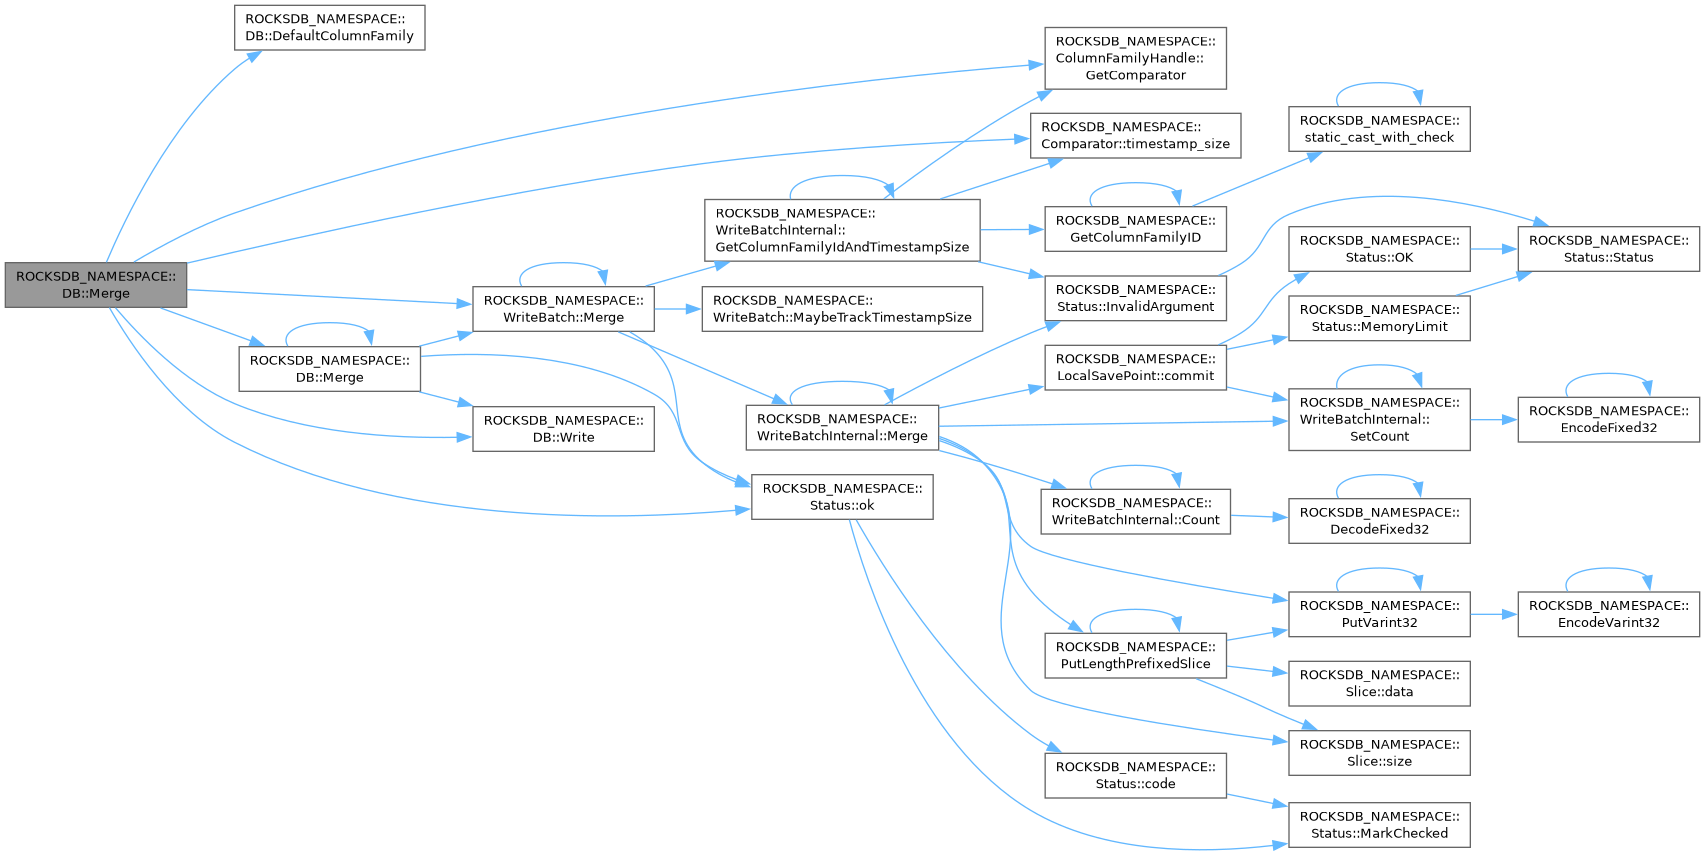 ROCKSDB_NAMESPACE::
DB::Merge
ROCKSDB_NAMESPACE::
DB::DefaultColumnFamily
ROCKSDB_NAMESPACE::
DB::Merge
ROCKSDB_NAMESPACE::
WriteBatch::Merge
ROCKSDB_NAMESPACE::
DB::Write
ROCKSDB_NAMESPACE::
WriteBatchInternal::
GetColumnFamilyIdAndTimestampSize
ROCKSDB_NAMESPACE::
WriteBatch::MaybeTrackTimestampSize
ROCKSDB_NAMESPACE::
WriteBatchInternal::Merge
ROCKSDB_NAMESPACE::
Status::ok
ROCKSDB_NAMESPACE::
ColumnFamilyHandle::
GetComparator
ROCKSDB_NAMESPACE::
Comparator::timestamp_size
ROCKSDB_NAMESPACE::
GetColumnFamilyID
ROCKSDB_NAMESPACE::
Status::InvalidArgument
ROCKSDB_NAMESPACE::
LocalSavePoint::commit
ROCKSDB_NAMESPACE::
WriteBatchInternal::Count
ROCKSDB_NAMESPACE::
PutLengthPrefixedSlice
ROCKSDB_NAMESPACE::
Status::code
ROCKSDB_NAMESPACE::
static_cast_with_check
ROCKSDB_NAMESPACE::
Status::OK
ROCKSDB_NAMESPACE::
Status::MemoryLimit
ROCKSDB_NAMESPACE::
WriteBatchInternal::
SetCount
ROCKSDB_NAMESPACE::
DecodeFixed32
ROCKSDB_NAMESPACE::
PutVarint32
ROCKSDB_NAMESPACE::
Slice::data
ROCKSDB_NAMESPACE::
Slice::size
ROCKSDB_NAMESPACE::
Status::MarkChecked
ROCKSDB_NAMESPACE::
Status::Status
ROCKSDB_NAMESPACE::
EncodeFixed32
ROCKSDB_NAMESPACE::
EncodeVarint32